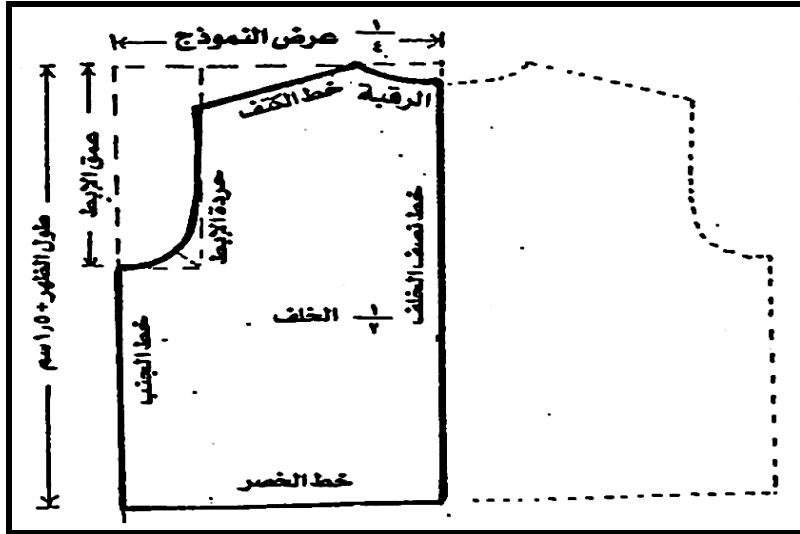 ١/٤ عرض النموذج
الرقبة
خط الكتف
عمق الإبط
حردة الإبط
طول الظهر + ١,٥ سم
خط نصف الخلف
١/٢ الخلف
خط الجنب
خط الخصر